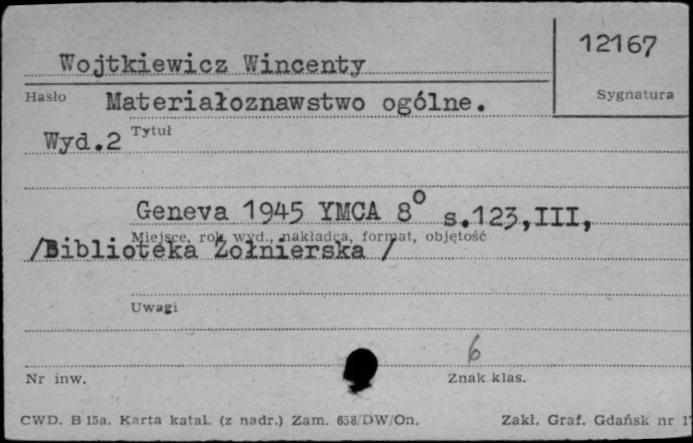 12167
Wojtkiewicz Wincenty
Hasło
Sygnatura
Materiałoznawstwo ogólne.
Tytuł
Wyd.2
Geneva 1945 YMCA 8° s.123,III,
Miejsce, rok wyd., nakładca, format, objętość
/Biblioteka Żołnierska /
Uwagi
6
Nr inw.
Znak klas.
CWD. B 15a. Karta katal. (z nadr.) Zam. 658/DW/On.
Zakł. Graf. Gdańsk nr